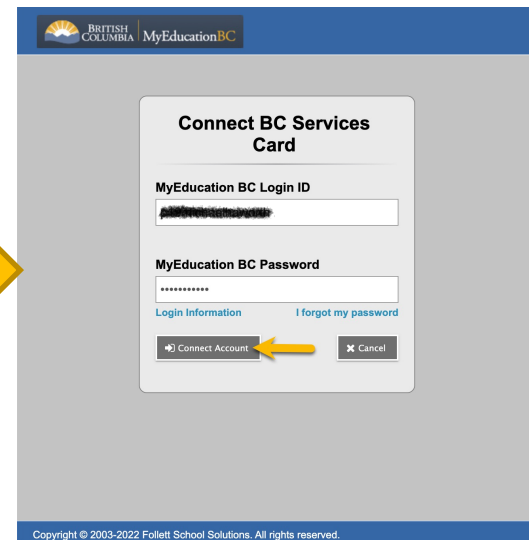 BRITISH
COLUMBIA
MyEducationBC
Connect BC Services
Card
MyEducation BC Login ID
MyEducation BC Password
•••••••••••
Login Information
I forgot my password
Connect Account
Cancel
Copyright © 2003-2022 Follett School Solutions. All rights reserved.